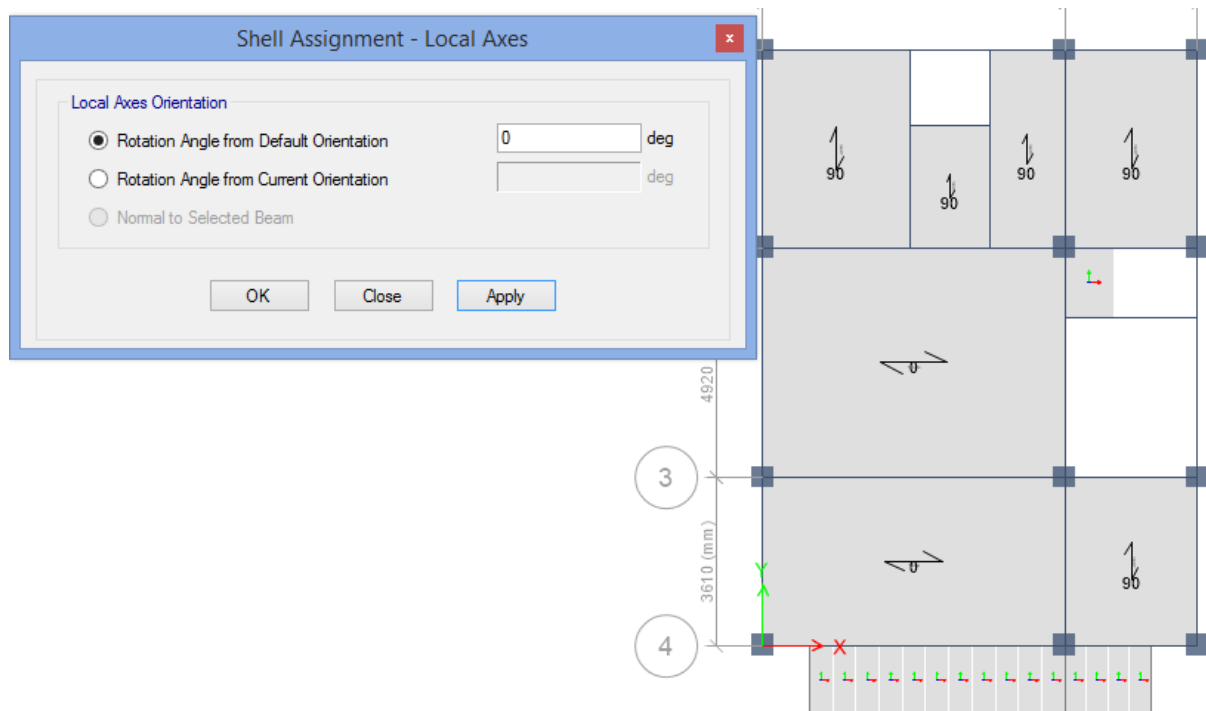 Shell Assignment - Local Axes
x
Local Axes Orientation
Rotation Angle from Default Orientation 0 deg
Rotation Angle from Current Orientation deg
Normal to Selected Beam
OK Close Apply
90
90
90
90
0
4920
3
0
90
3610 (mm)
Y
4
X